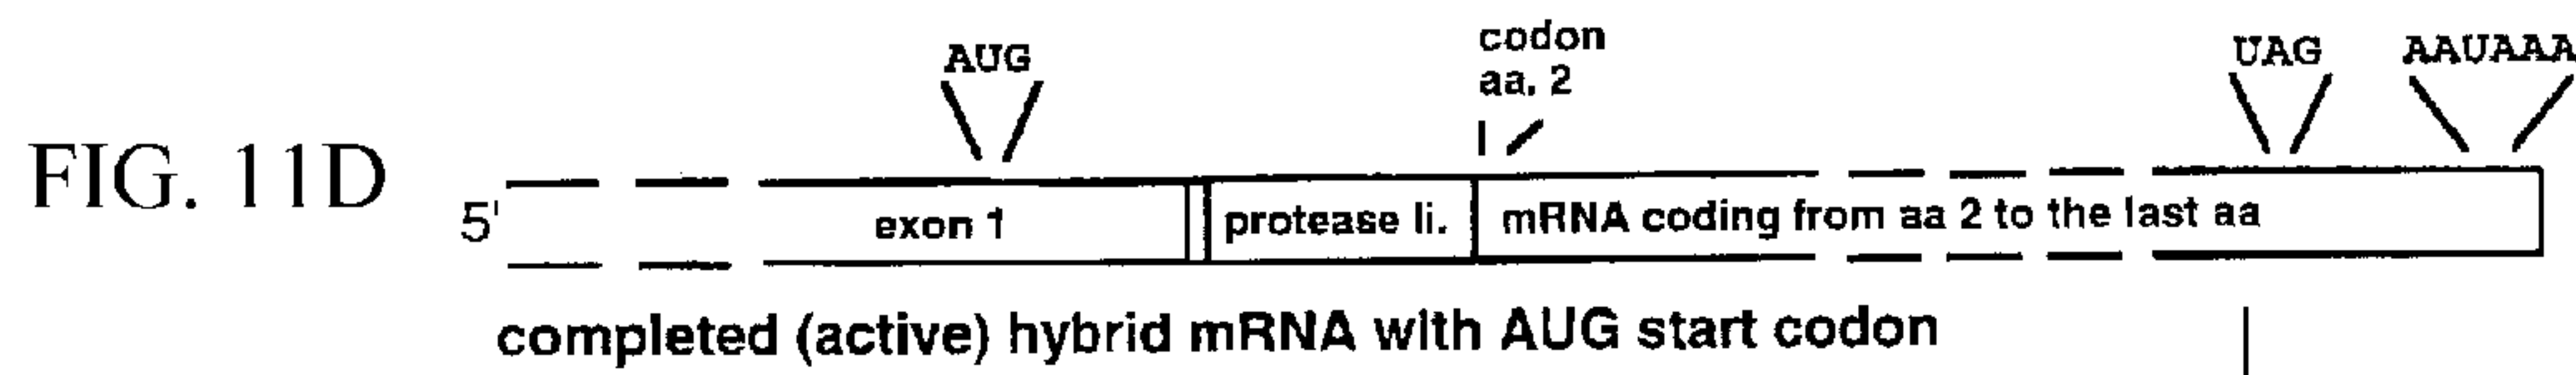 codon
AUG
aa. 2
UAG
AAUAAA
FIG. 11D
5'
exon 1
protease li.
mRNA coding from aa 2 to the last aa
completed (active) hybrid mRNA with AUG start codon